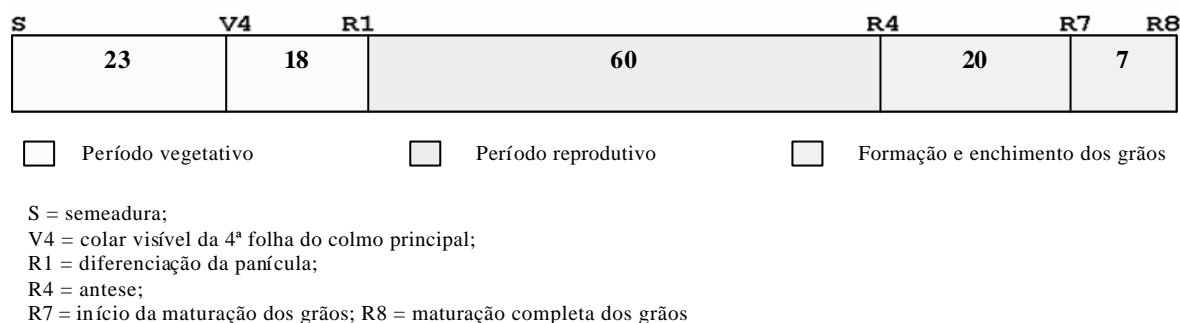 S V4 R1 R4 R7 R8
23 18 60 20 7
Período vegetativo Período reprodutivo Formação e enchimento dos grãos
S = semeadura;
V4 = colar visível da 4ª folha do colmo principal;
R1 = diferenciação da panícula;
R4 = antese;
R7 = início da maturação dos grãos; R8 = maturação completa dos grãos